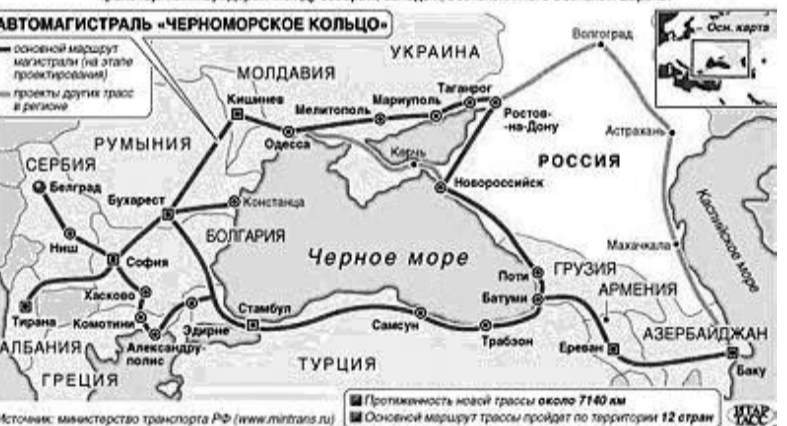 АВТОМАГИСТРАЛЬ «ЧЕРНОМОРСКОЕ КОЛЬЦО»
основной маршрут
магистрали (на этапе
проектирования)
проекты других трасс
в регионе
Осн. карта
УКРАИНА
Волгоград
МОЛДАВИЯ
Кишинев
Мелитополь
Мариуполь
Таганрог
Ростов-
-на-Дону
Одесса
Астрахань
РУМЫНИЯ
Керчь
РОССИЯ
СЕРБИЯ
Белград
Новороссийск
Бухарест
Констанца
Каспийское море
Ниш
БОЛГАРИЯ
София
Черное море
Махачкала
Поти
ГРУЗИЯ
Хасково
Стамбул
Батуми
АРМЕНИЯ
Тирана
Комотини
Эдирне
Самсун
Трабзон
АЗЕРБАЙДЖАН
АЛБАНИЯ
Александру-
полис
Ереван
Баку
ГРЕЦИЯ
ТУРЦИЯ
Протяженность новой трассы около 7140 км
Источник: министерство транспорта РФ (www.mintrans.ru)
Основной маршрут трассы пройдет по территории 12 стран
ИТАР
ТАСС